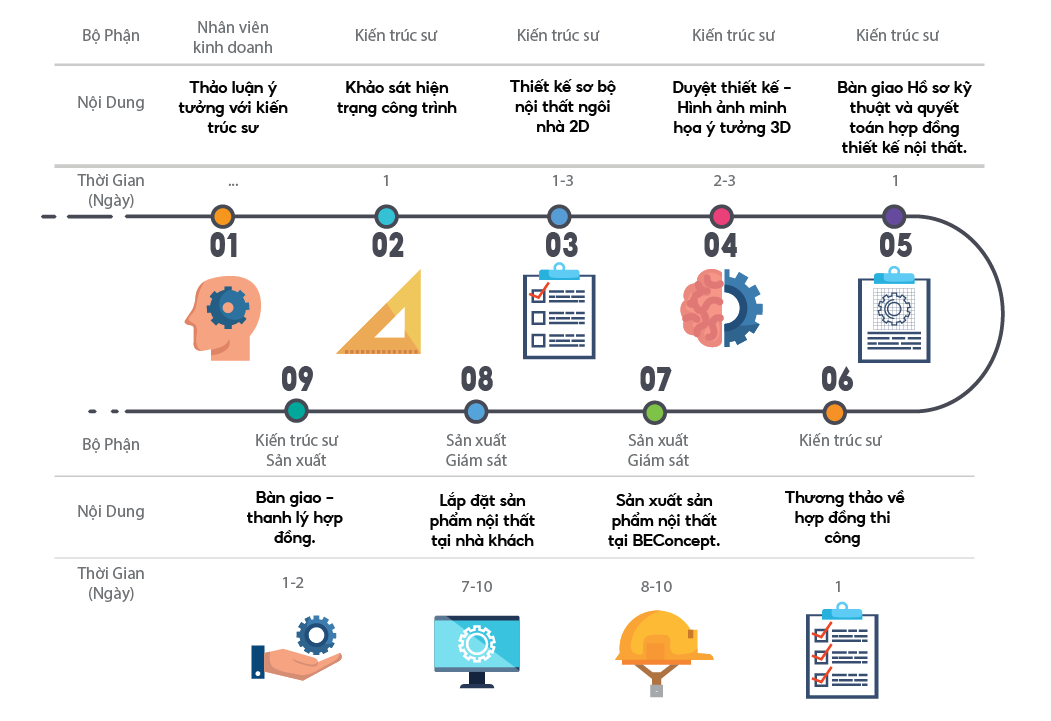 Bộ Phận
Nhân viên
kinh doanh
Kiến trúc sư
Kiến trúc sư
Kiến trúc sư
Kiến trúc sư
Nội Dung
Thảo luận ý
tưởng với kiến
trúc sư
Khảo sát hiện
trạng công trình
Thiết kế sơ bộ
nội thất ngôi
nhà 2D
Duyệt thiết kế –
Hình ảnh minh
họa ý tưởng 3D
Bàn giao Hồ sơ kỹ
thuật và quyết
toán hợp đồng
thiết kế nội thất.
Thời Gian
(Ngày)
...
1
1-3
2-3
1
01
02
03
04
05
09
08
07
06
Bộ Phận
Kiến trúc sư
Sản xuất
Sản xuất
Giám sát
Sản xuất
Giám sát
Kiến trúc sư
Nội Dung
Bàn giao –
thanh lý hợp
đồng.
Lắp đặt sản
phẩm nội thất
tại nhà khách
Sản xuất sản
phẩm nội thất
tại BEConcept.
Thương thảo về
hợp đồng thi
công
Thời Gian
(Ngày)
1-2
7-10
8-10
1